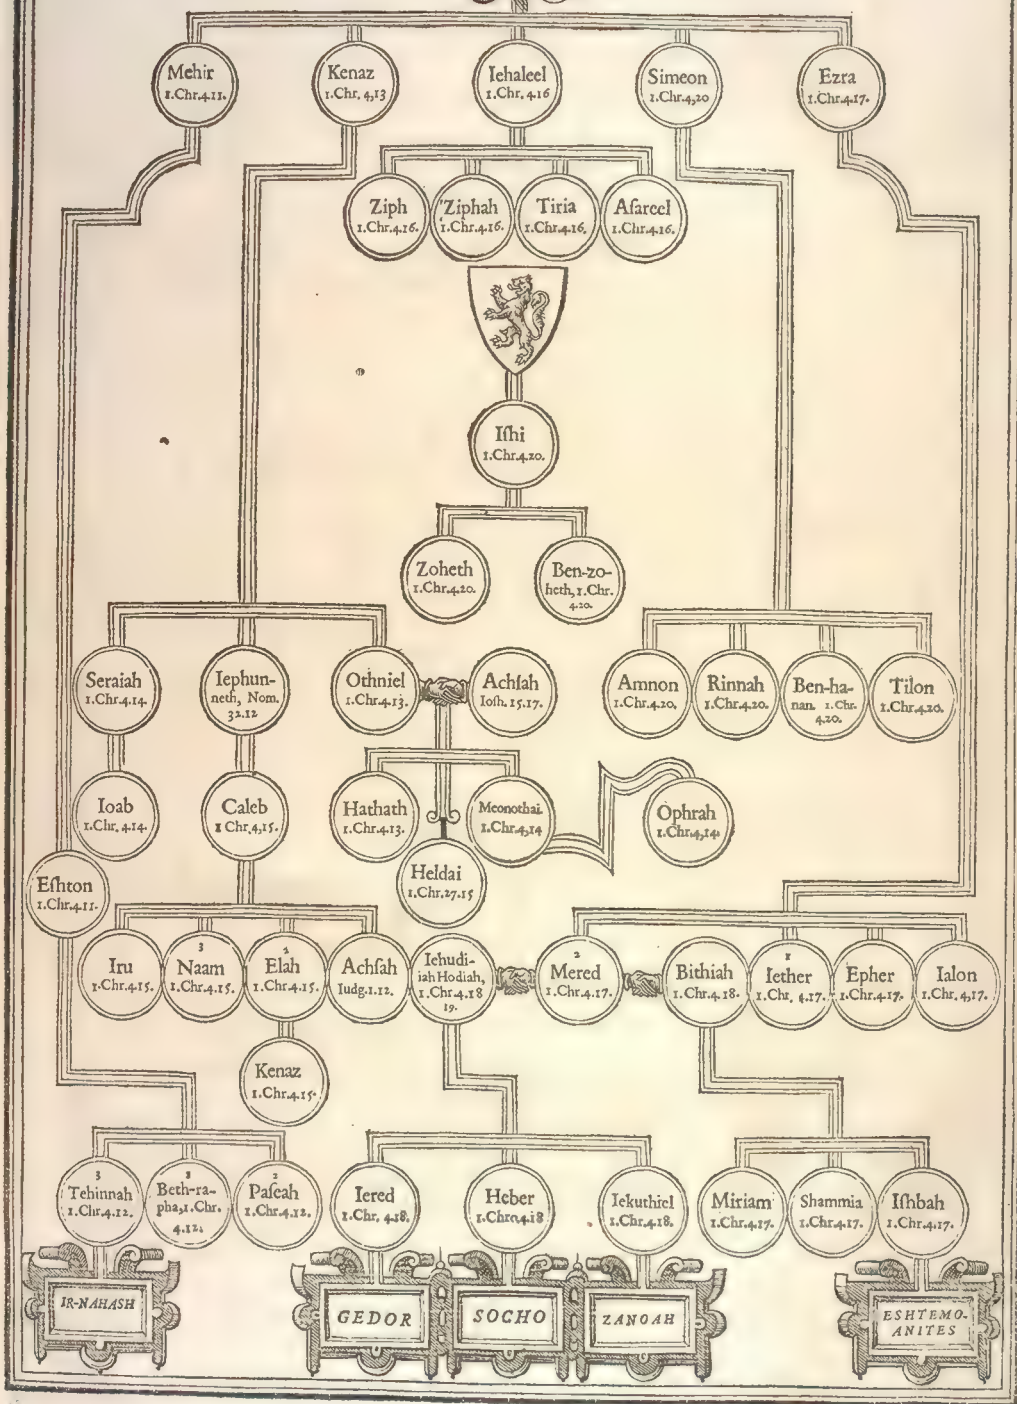 Mehir
1.Chr.4.11.
Kenaz
1.Chr. 4,13
Iehaleel
1.Chr. 4.16
Simeon
1.Chr.4,20
Ezra
1.Chr.4.17.
Ziph
1.Chr.4.16.
Ziphah
1.Chr.4.16.
Tiria
1.Chr.4.16.
Aſareel
1.Chr.4.16.
Iſhi
1.Chr.4.20.
Zoheth
1.Chr.4.20.
Ben-zo-
heth, 1.Chr.
4.20.
Seraiah
1.Chr.4.14.
Iephun-
neth, Nom.
32.12
Othniel
1.Chr.4.13.
Achſah
Ioſh. 15.17.
Amnon
1.Chr.4.20,
Rinnah
1.Chr.4.20.
Ben-ha-
nan. 1.Chr.
4.20.
Tilon
1.Chr.4.20.
Ioab
1.Chr. 4.14.
Caleb
1 Chr.4,15.
Hathath
1.Chr.4.13.
Meonothai.
1.Chr.4,14
Ophrah
1.Chr.4,14.
Heldai
1.Chr.27.15
Eſhton
1.Chr.4.11.
Iru
1.Chr.4.15.
3
Naam
1.Chr.4.15.
2
Elah
1.Chr.4.15.
Achſah
Iudg.1.12.
Iehudi-
iah Hodiah,
1.Chr.4.18
19.
2
Mered
1.Chr.4.17.
Bithiah
1.Chr.4.18.
1
Iether
1.Chr, 4.17.
Epher
1.Chr.4.17.
Ialon
1.Chr. 4,17.
Kenaz
1.Chr.4.15.
3
Tehinnah
1.Chr.4.12.
1
Beth-ra-
pha,1.Chr.
4.12.
2
Paſeah
1.Chr.4.12.
Iered
1.Chr. 4.18.
Heber
1.Chro.4.18
Iekuthiel
1.Chr.4.18.
Miriam
1.Chr.4.17.
Shammia
1.Chr.4.17.
Iſhbah
1.Chr.4.17.
IR-NAHASH
GEDOR
SOCHO
ZANOAH
ESHTEMO-
ANITES